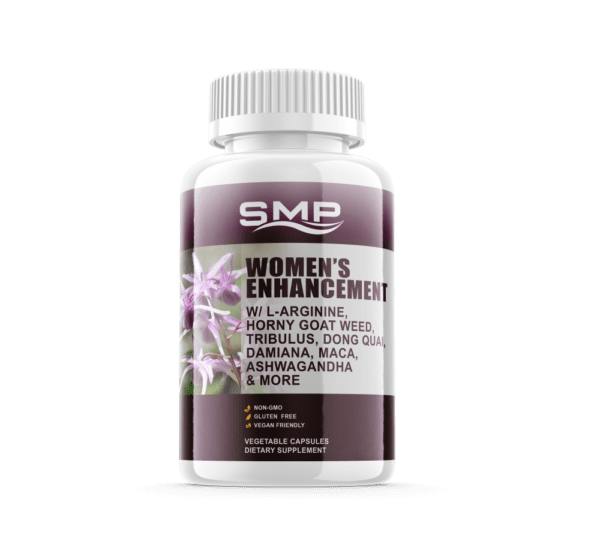 SMP
WOMEN'S
ENHANCEMENT
W/ L-ARGININE,
HORNY GOAT WEED,
TRIBULUS, DONG QUAI,
DAMIANA, MACA,
ASHWAGANDHA
& MORE
NON-GMO
GLUTEN FREE
VEGAN FRIENDLY
VEGETABLE CAPSULES
DIETARY SUPPLEMENT